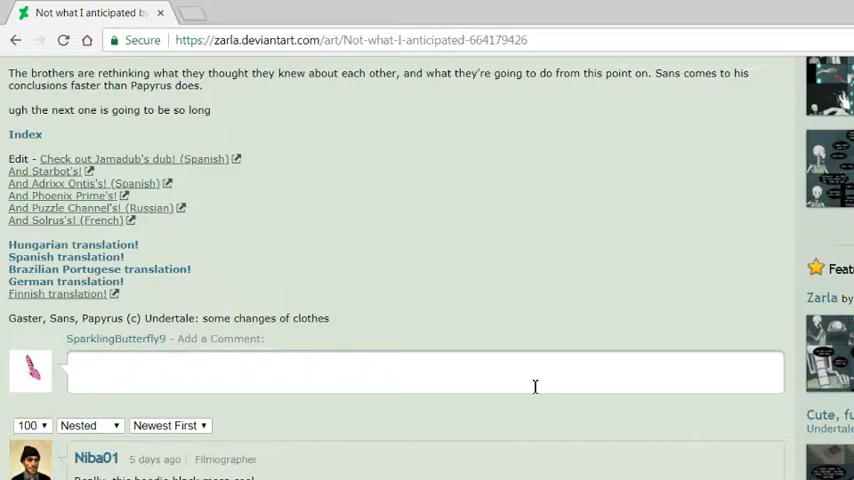 Not what I anticipated by
Secure https://zarla.deviantart.com/art/Not-what-I-anticipated-664179426
The brothers are rethinking what they thought they knew about each other, and what they're going to do from this point on. Sans comes to his
conclusions faster than Papyrus does.
ugh the next one is going to be so long
Index
Edit - Check out Jamadub's dub! (Spanish)
And Starbot's!
And Adrixx Ontis's! (Spanish)
And Phoenix Prime's!
And Puzzle Channel's! (Russian)
And Solrus's! (French)
Hungarian translation!
Spanish translation!
Brazilian Portugese translation!
German translation!
Finnish translation!
Gaster, Sans, Papyrus (c) Undertale: some changes of clothes
SparklingButterfly9 - Add a Comment:
100 Nested Newest First
Niba01 5 days ago Filmographer
Featu
Zarla by
Cute, fu
Undertale